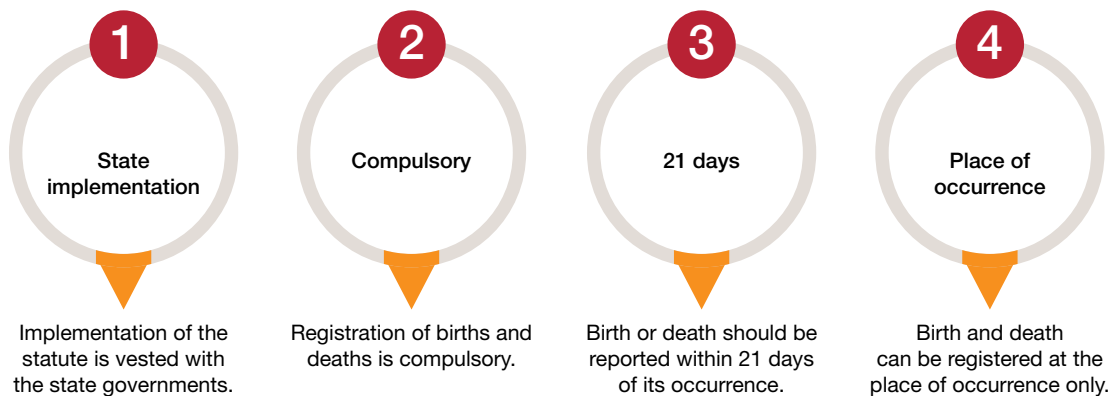 1
State
implementation
Implementation of the
statute is vested with
the state governments.
2
Compulsory
Registration of births and
deaths is compulsory.
3
21 days
Birth or death should be
reported within 21 days
of its occurrence.
4
Place of
occurrence
Birth and death
can be registered at the
place of occurrence only.